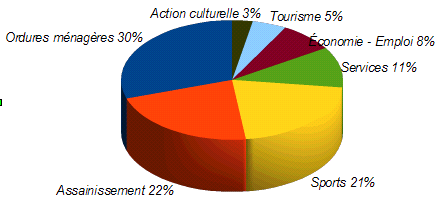 Action culturelle 3%
Tourisme 5%
Ordures ménagères 30%
Économie - Emploi 8%
Services 11%
Sports 21%
Assainissement 22%